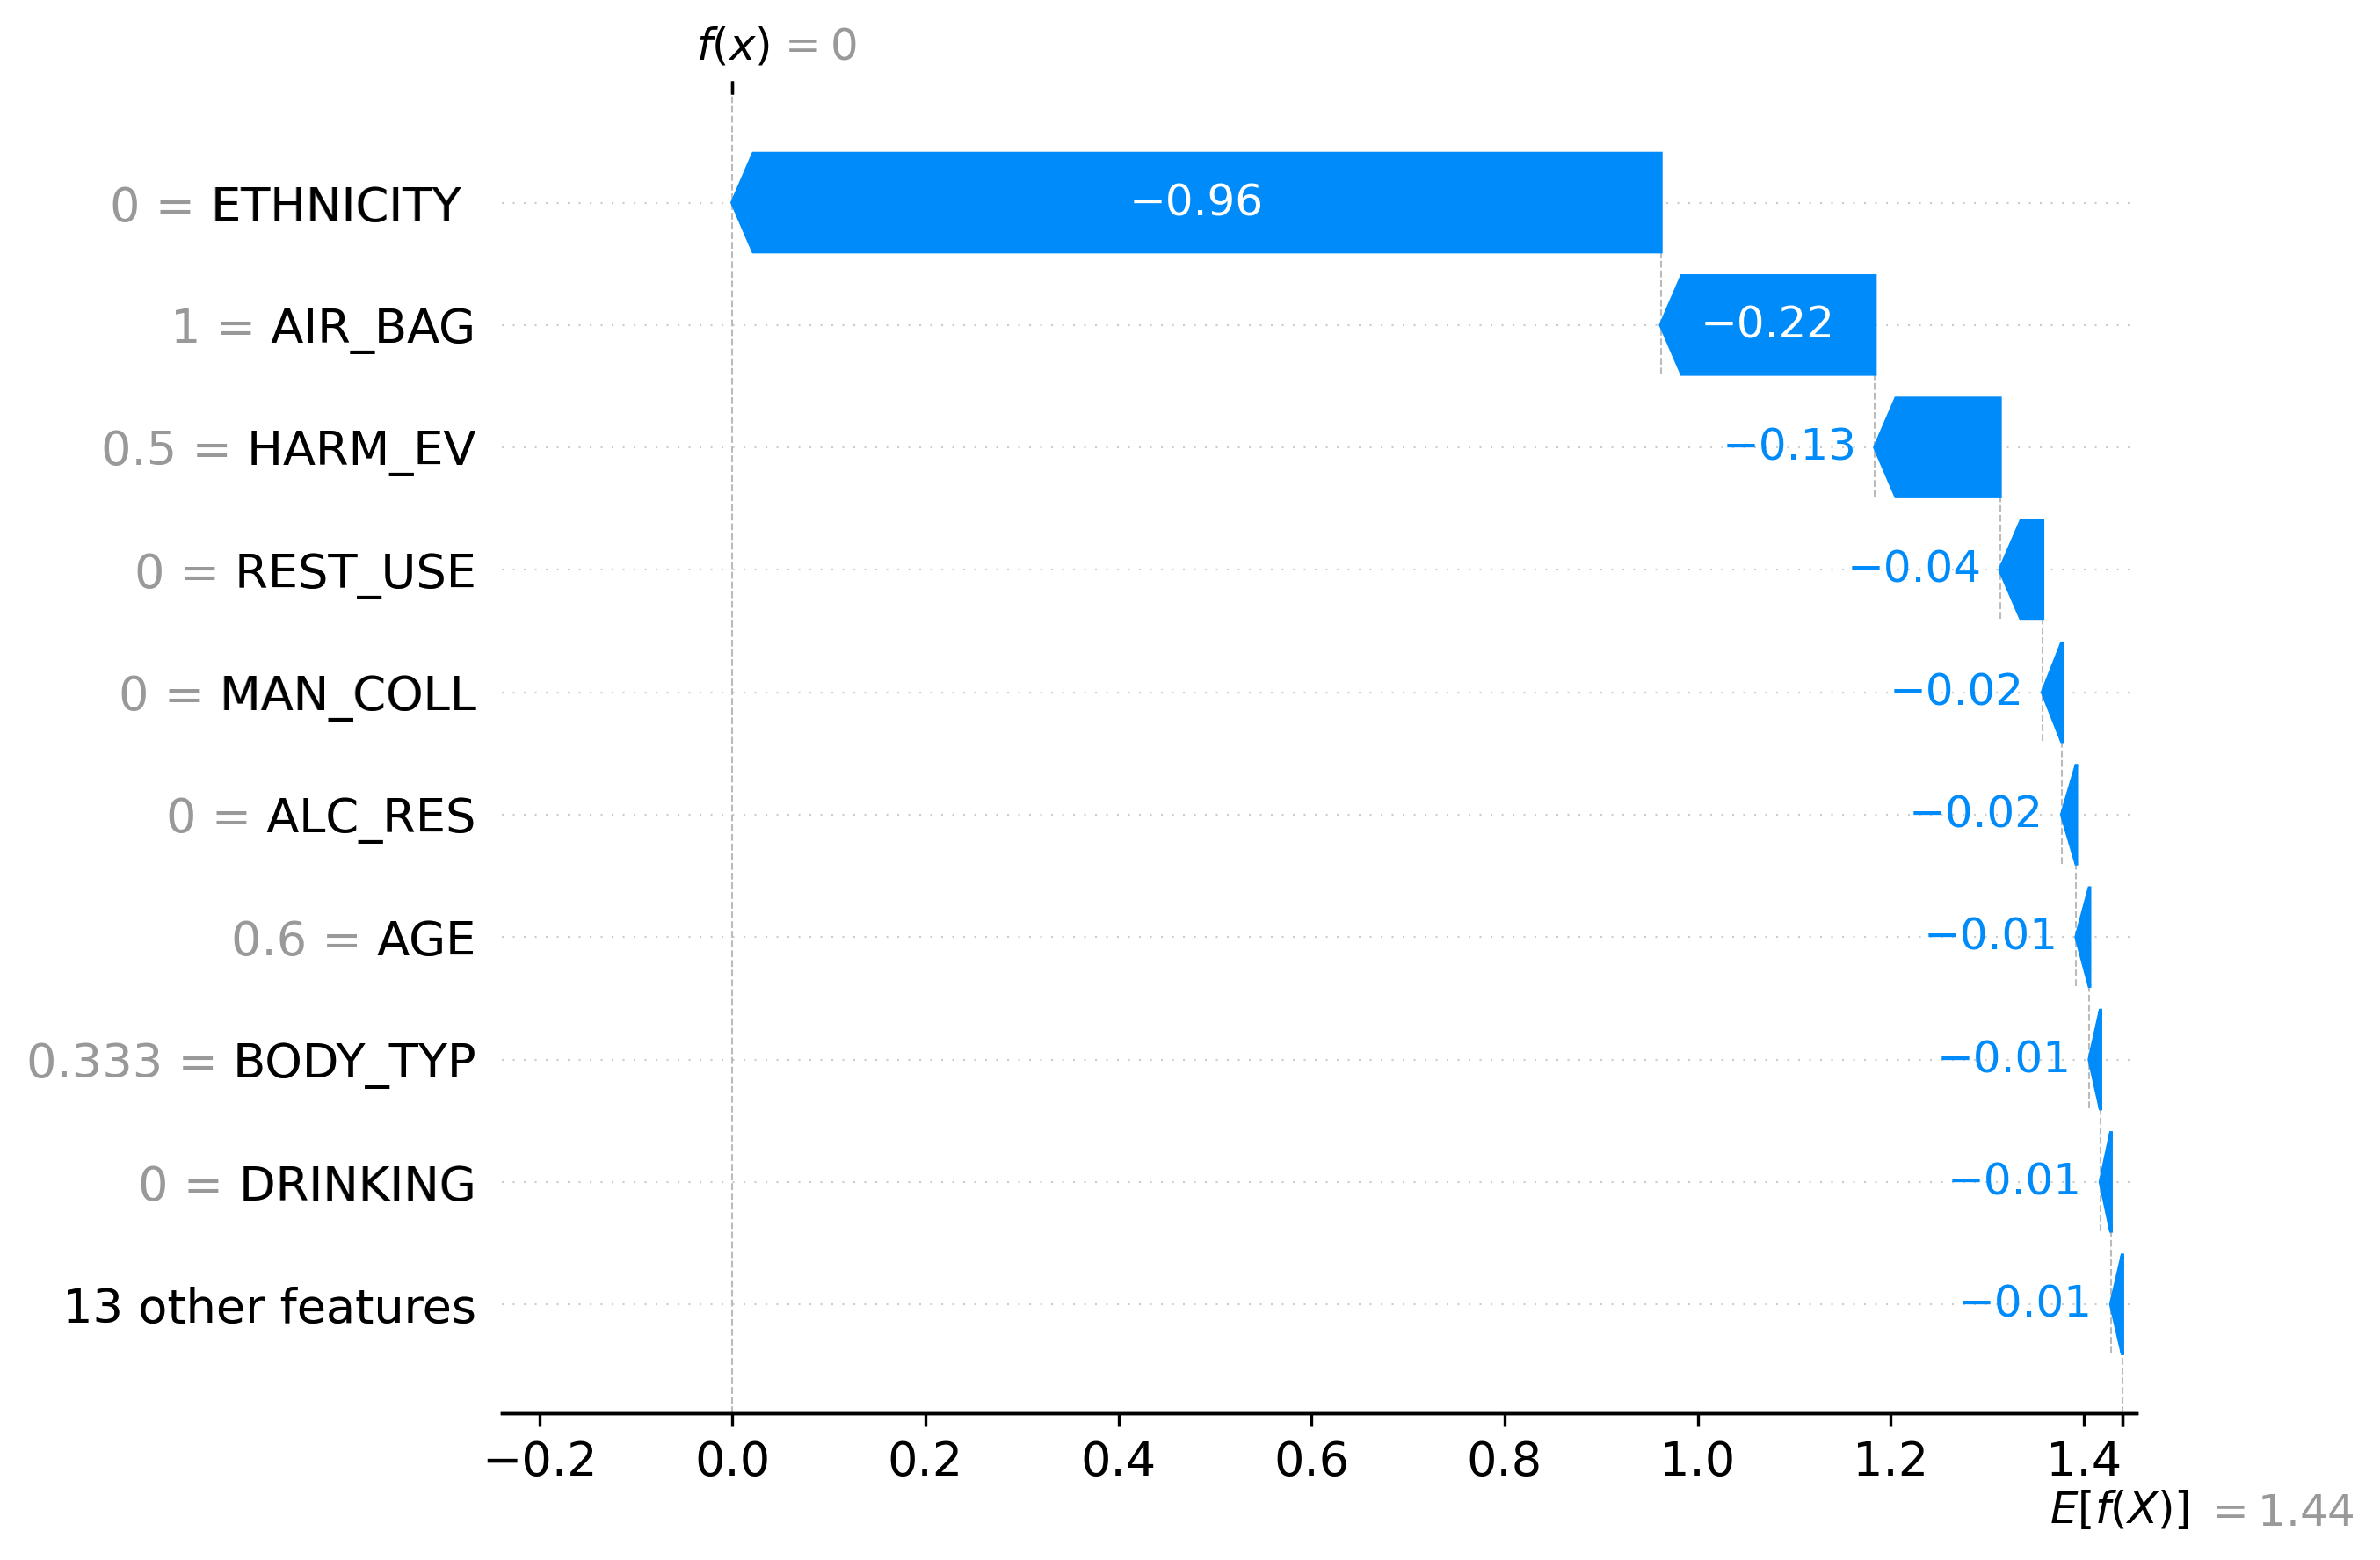 f(x) = 0
0 = ETHNICITY
−0.96
1 = AIR_BAG
−0.22
0.5 = HARM_EV
−0.13
0 = REST_USE
−0.04
0 = MAN_COLL
−0.02
0 = ALC_RES
−0.02
0.6 = AGE
−0.01
0.333 = BODY_TYP
−0.01
0 = DRINKING
−0.01
13 other features
−0.01
−0.2 0.0 0.2 0.4 0.6 0.8 1.0 1.2 1.4
E[f(X)] = 1.44